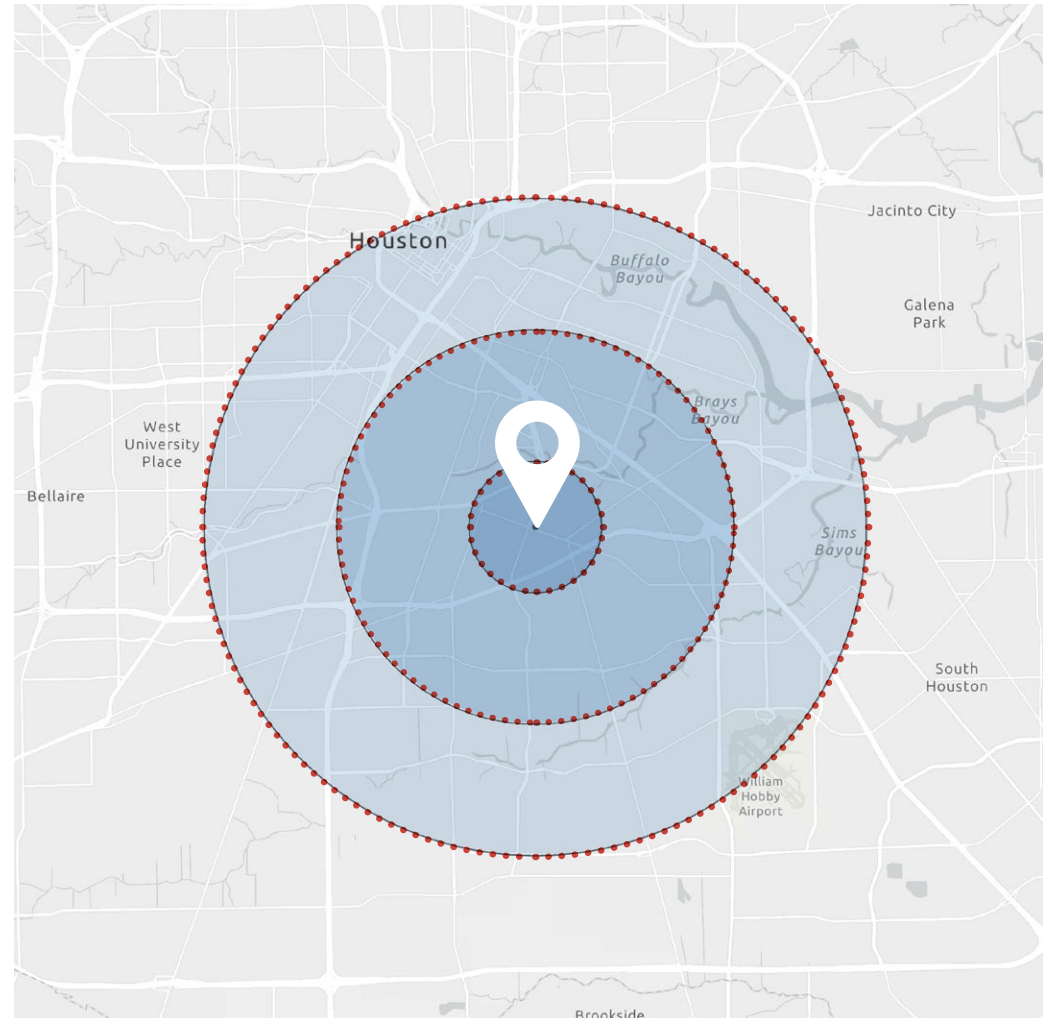 Jacinto City
Houston
Buffalo
Bayou
Galena
Park
Brays
Bayou
West
University
Place
Bellaire
Sims
Bayou
South
Houston
William
Hobby
Airport
Brookside